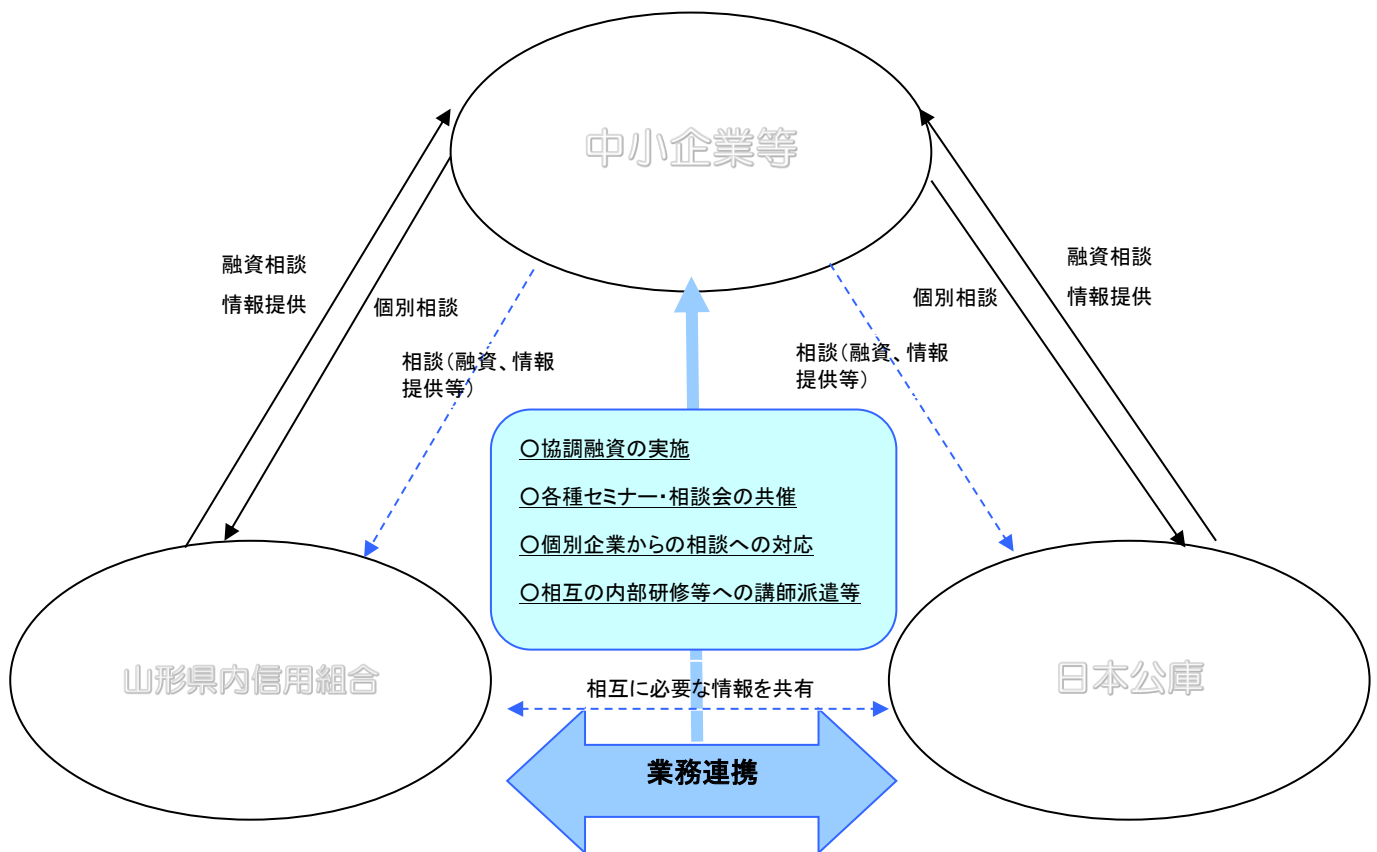 中小企業等
融資相談
情報提供
個別相談
相談(融資、情報
提供等)
融資相談
情報提供
個別相談
相談(融資、情報
提供等)
〇協調融資の実施
〇各種セミナー・相談会の共催
〇個別企業からの相談への対応
〇相互の内部研修等への講師派遣等
山形県内信用組合
日本公庫
相互に必要な情報を共有
業務連携